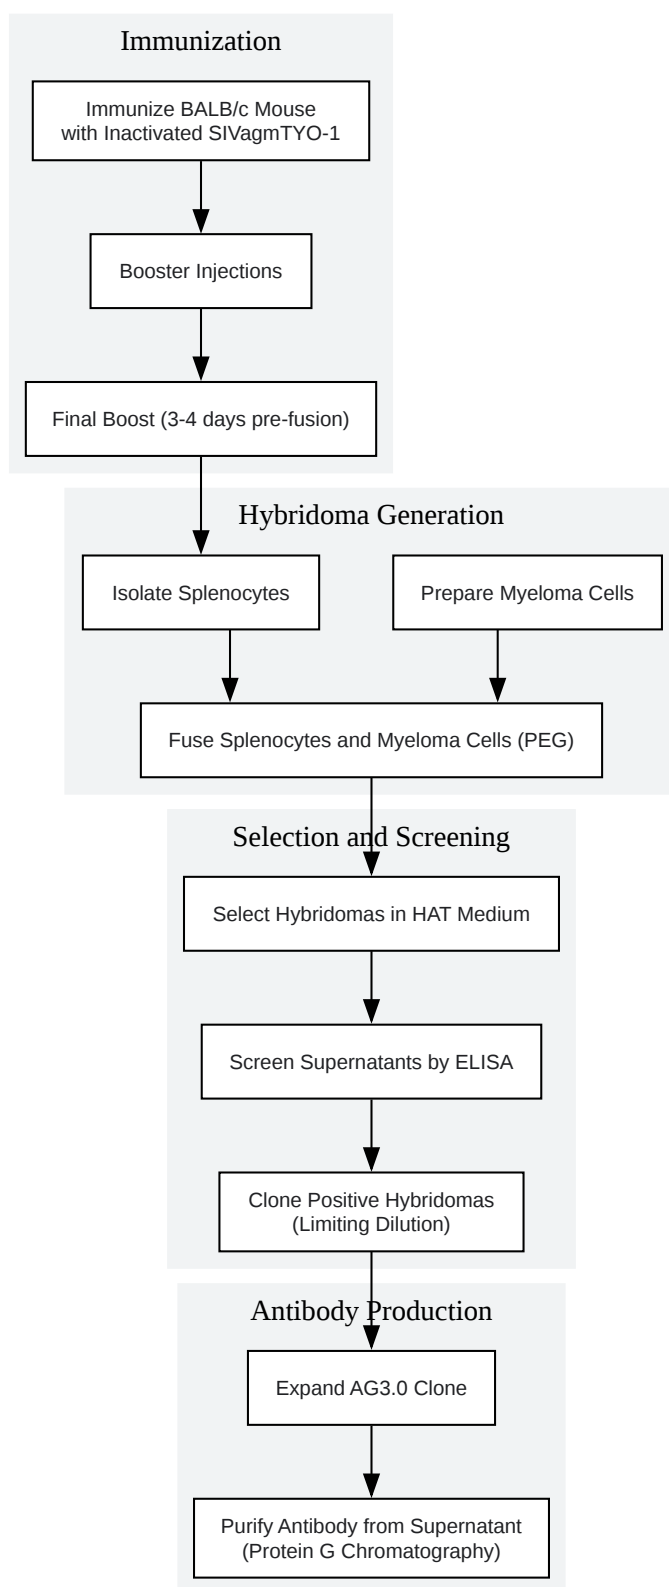 Immunization
Immunize BALB/c Mouse
with Inactivated SIVagmTYO-1
Booster Injections
Final Boost (3-4 days pre-fusion)
Hybridoma Generation
Isolate Splenocytes
Prepare Myeloma Cells
Fuse Splenocytes and Myeloma Cells (PEG)
Selection and Screening
Select Hybridomas in HAT Medium
Screen Supernatants by ELISA
Clone Positive Hybridomas
(Limiting Dilution)
Antibody Production
Expand AG3.0 Clone
Purify Antibody from Supernatant
(Protein G Chromatography)